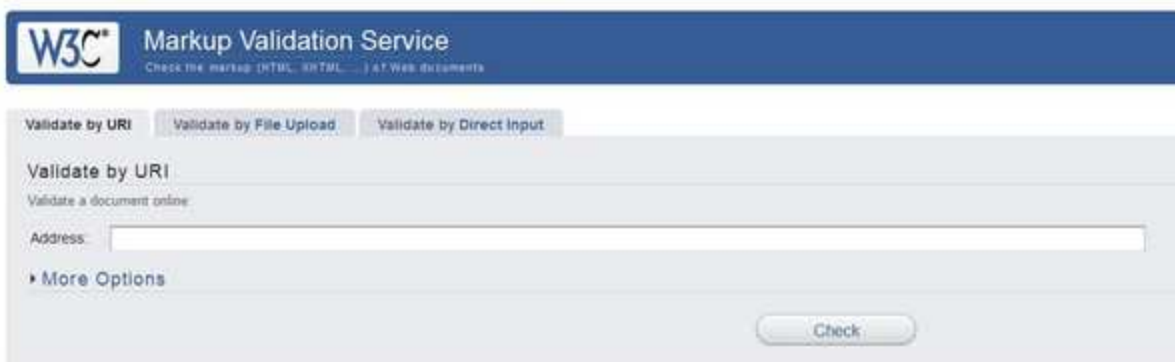 W3C®
Markup Validation Service
Check the markup (HTML, XHTML, ...) of Web documents
Validate by URI
Validate by File Upload
Validate by Direct Input
Validate by URI
Validate a document online
Address:
More Options
Check